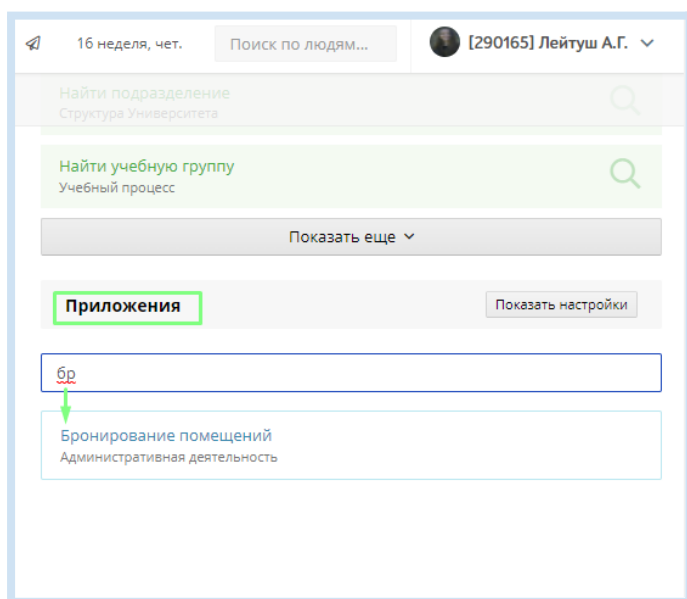 16 неделя, чет.
Поиск по людям...
[290165] Лейтуш А.Г.
Найти подразделение
Структура Университета
Найти учебную группу
Учебный процесс
Показать еще
Приложения
Показать настройки
бр
Бронирование помещений
Административная деятельность